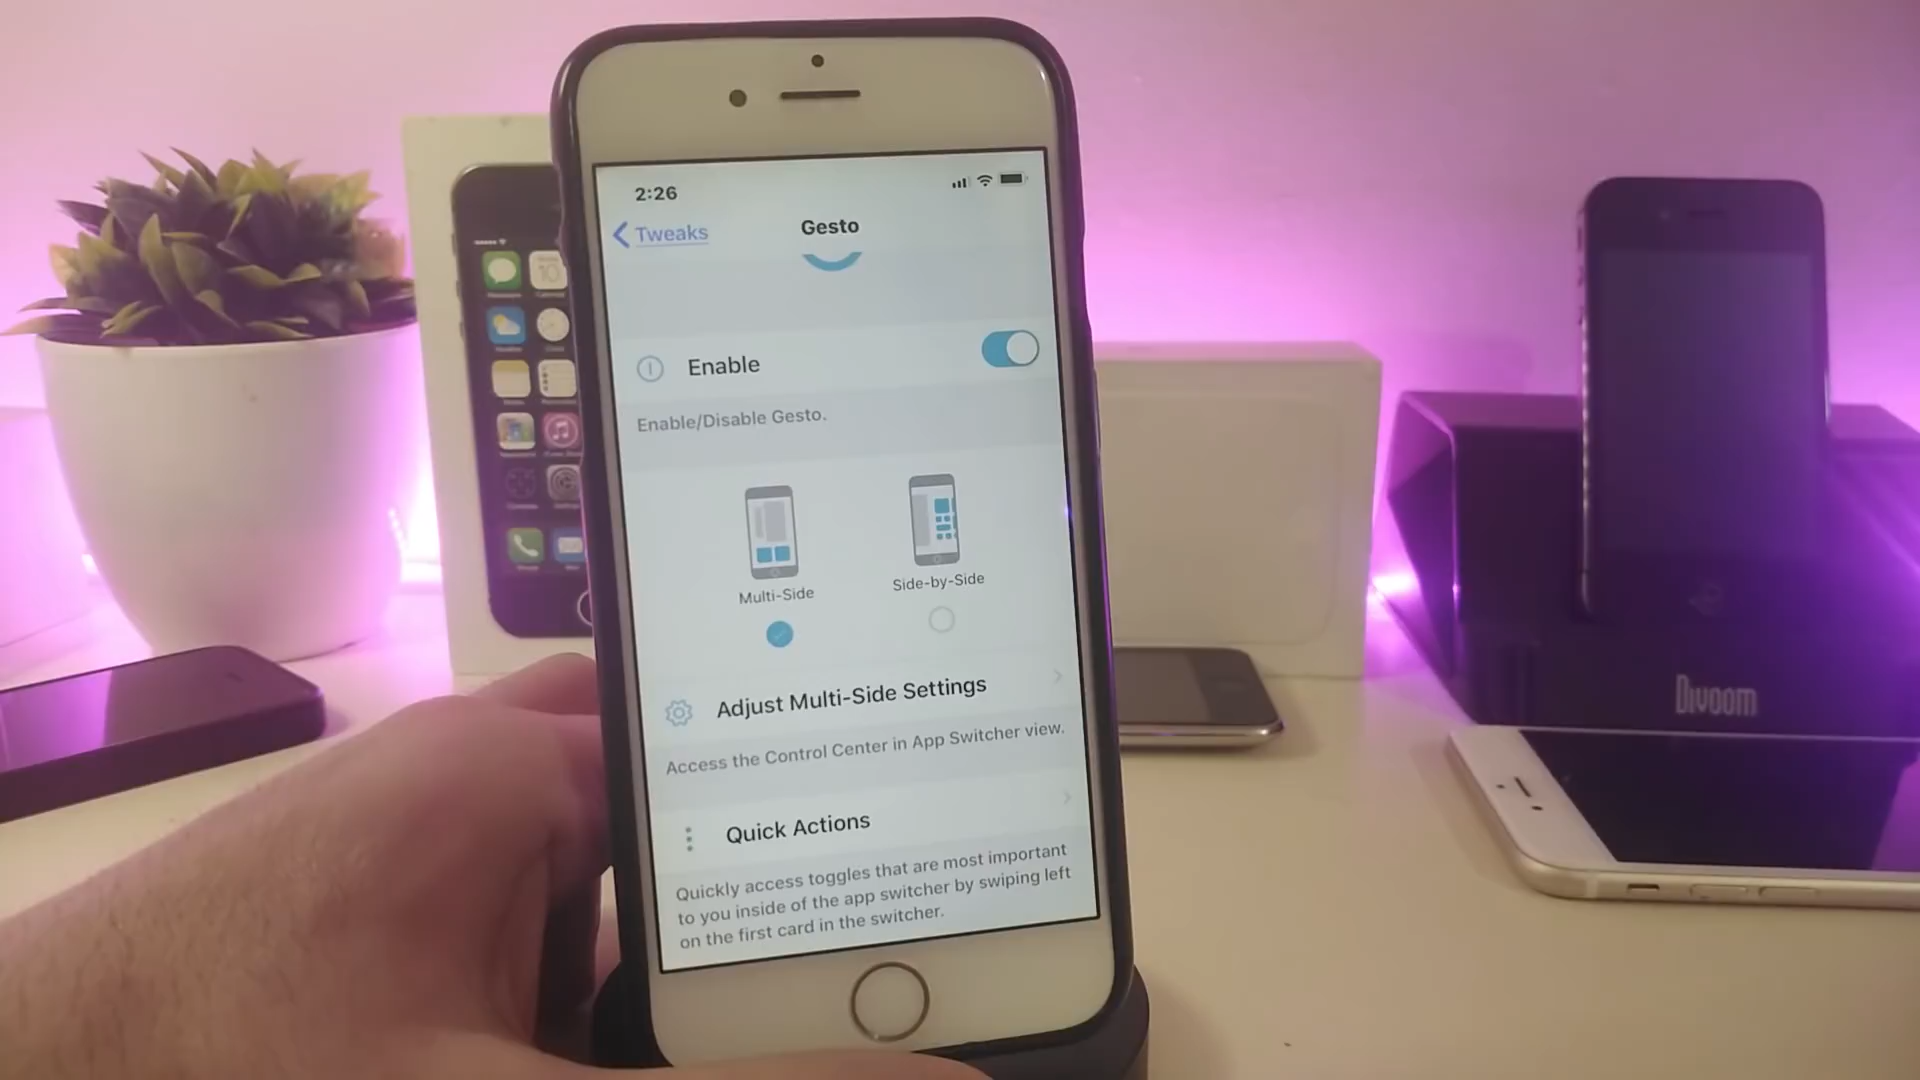 2:26
Tweaks
Gesto
Enable
Enable/Disable Gesto.
Multi-Side
Side-by-Side
Adjust Multi-Side Settings
Access the Control Center in App Switcher view.
Quick Actions
Quickly access toggles that are most important
to you inside of the app switcher by swiping left
on the first card in the switcher.
10
Divoom